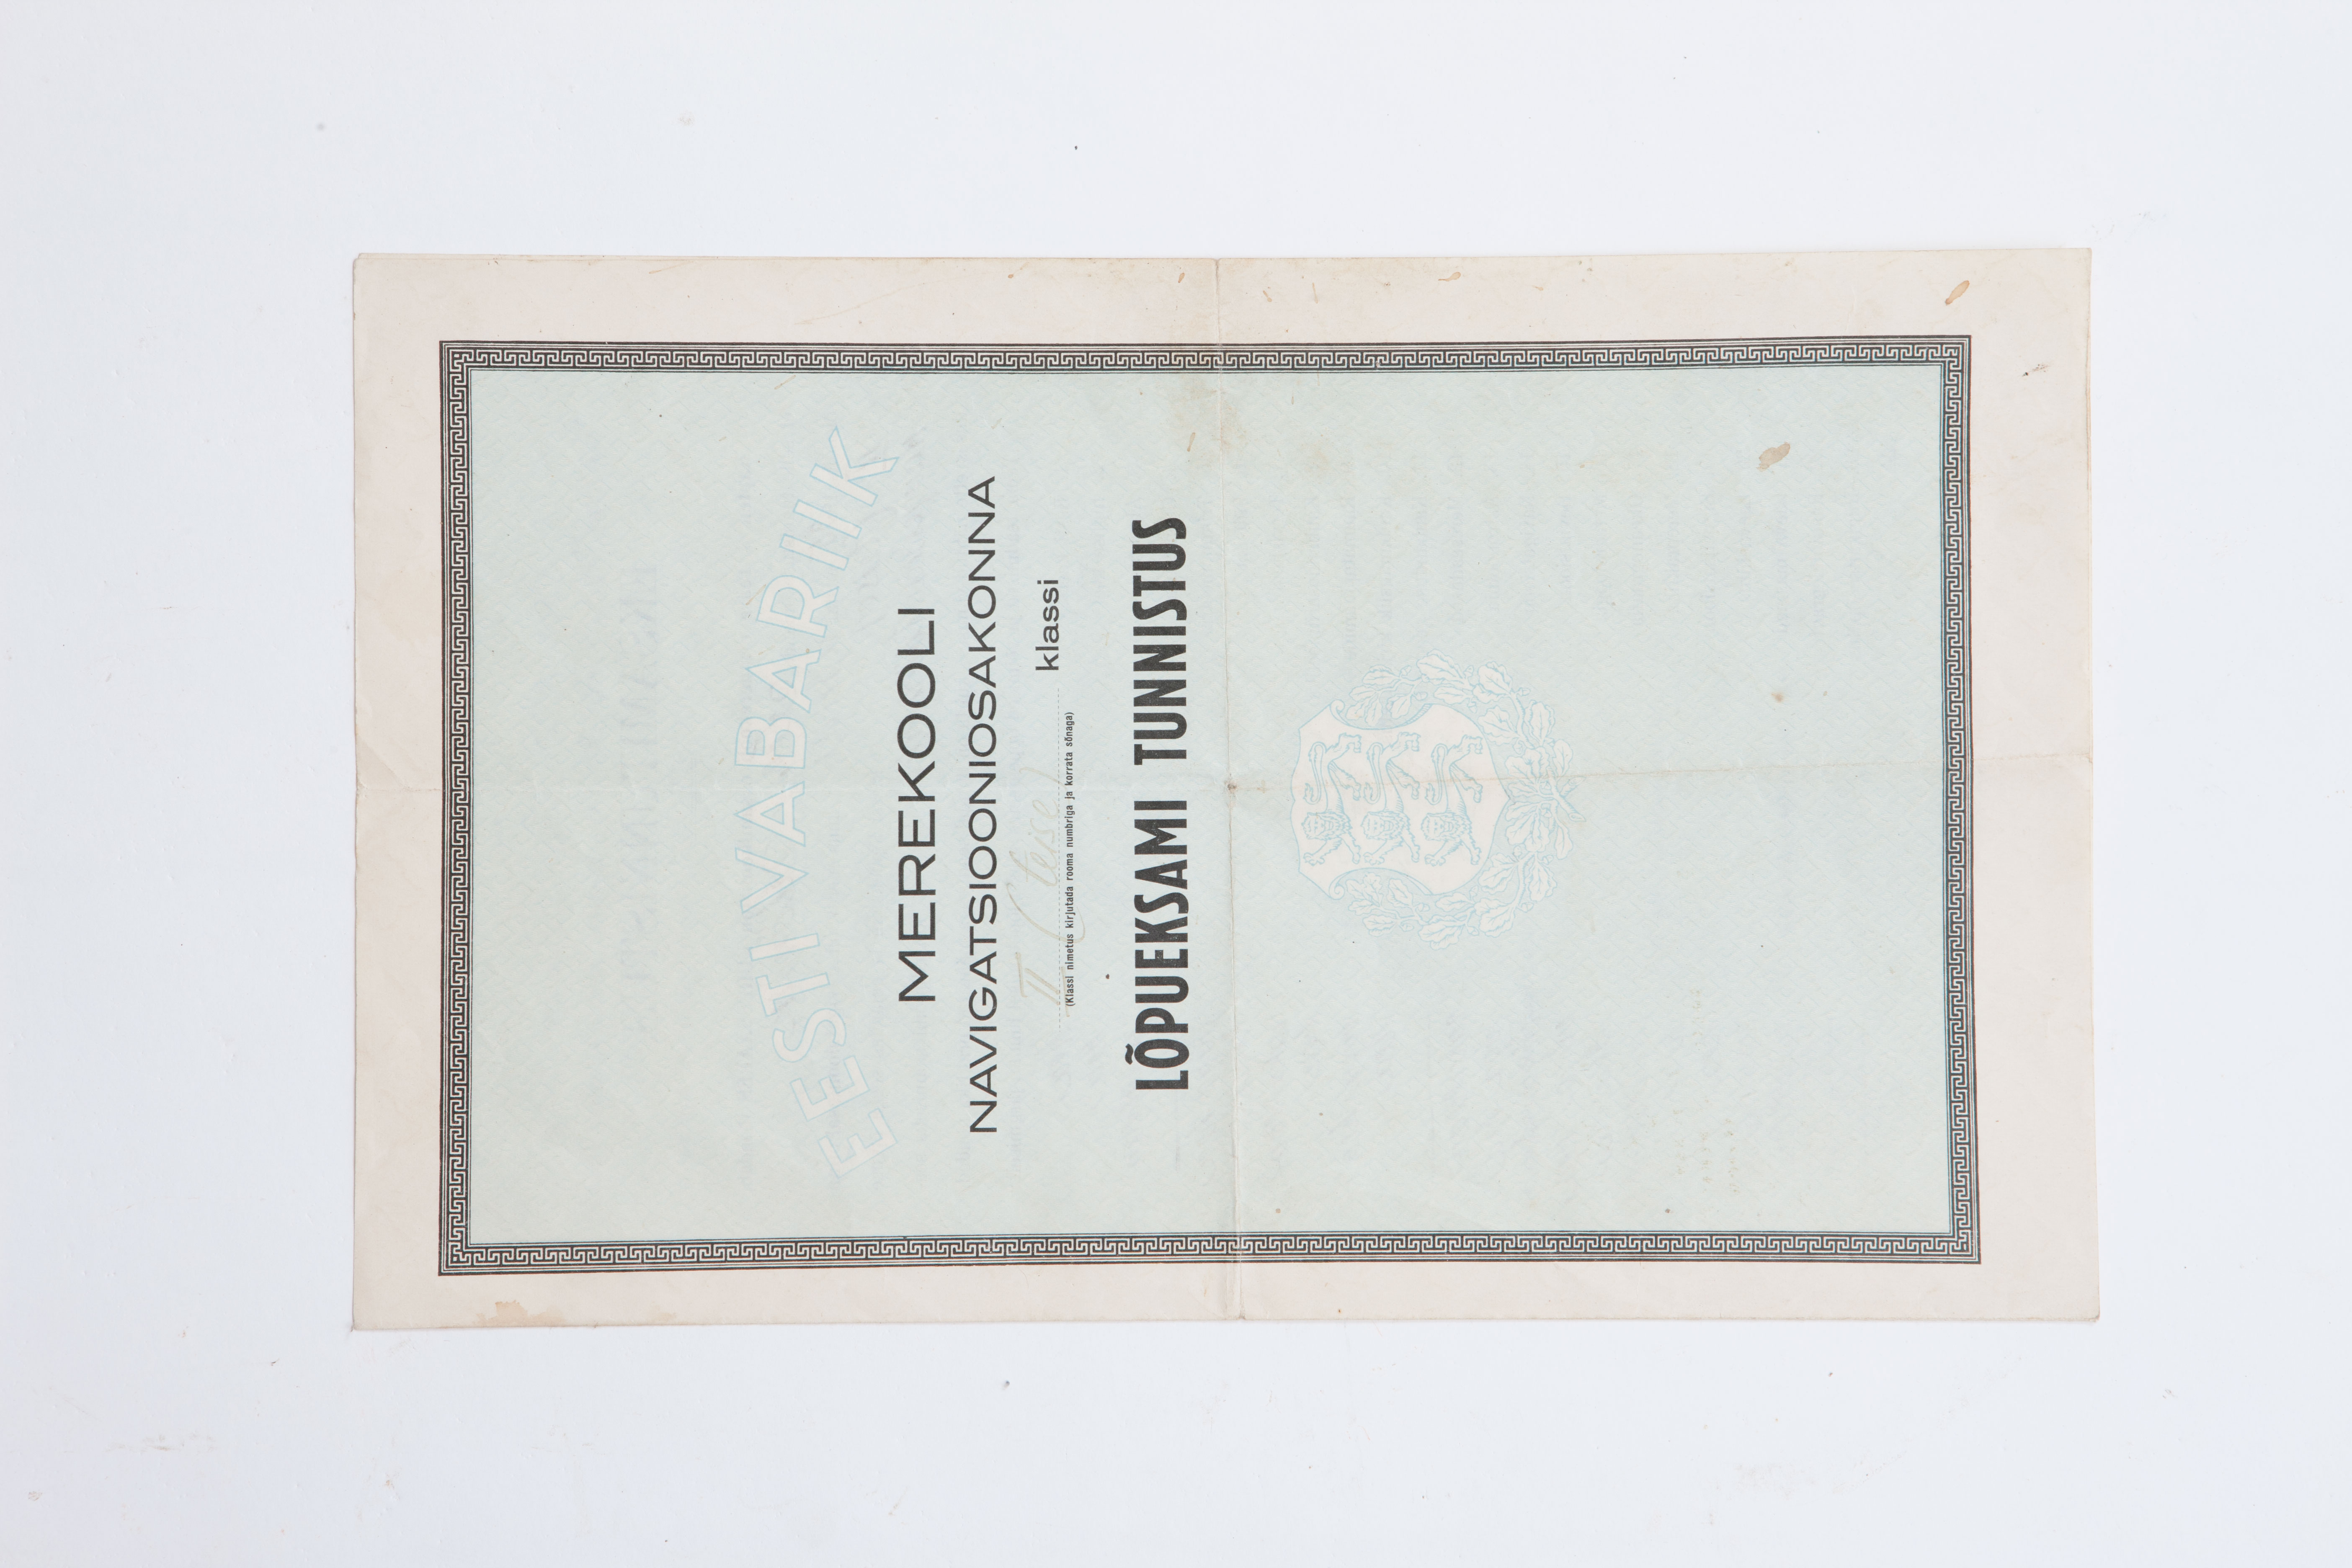 EESTI VABARIIK
MEREKOOLI
NAVIGATSIOONIOSAKONNA
II (teise) klassi
(Klassi nimetus kirjutada rooma numbriga ja korrata sõnaga)
LÕPUEKSAMI TUNNISTUS